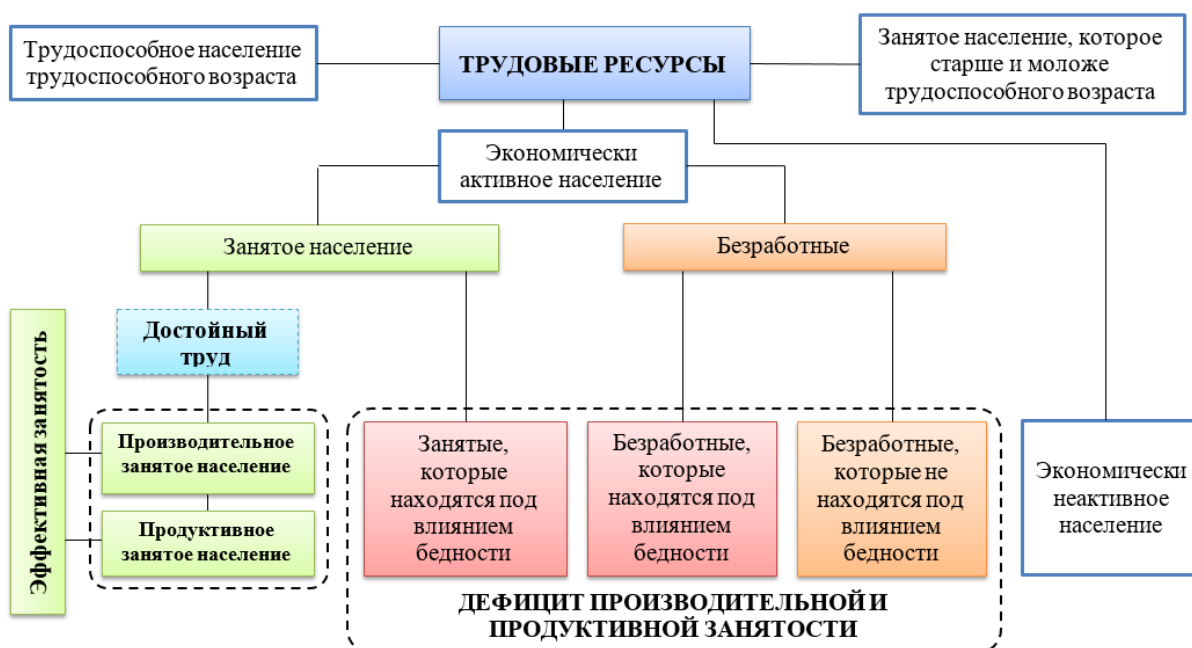 Трудоспособное население
трудоспособного возраста
ТРУДОВЫЕ РЕСУРСЫ
Занятое население, которое
старше и моложе
трудоспособного возраста
Экономически
активное население
Занятое население
Безработные
Эффективная занятость
Достойный
труд
Производительное
занятое население
Продуктивное
занятое население
Занятые,
которые
находятся под
влиянием
бедности
Безработные,
которые
находятся под
влиянием
бедности
Безработные,
которые не
находятся под
влиянием
бедности
Экономически
неактивное
население
ДЕФИЦИТ ПРОИЗВОДИТЕЛЬНОЙ И
ПРОДУКТИВНОЙ ЗАНЯТОСТИ